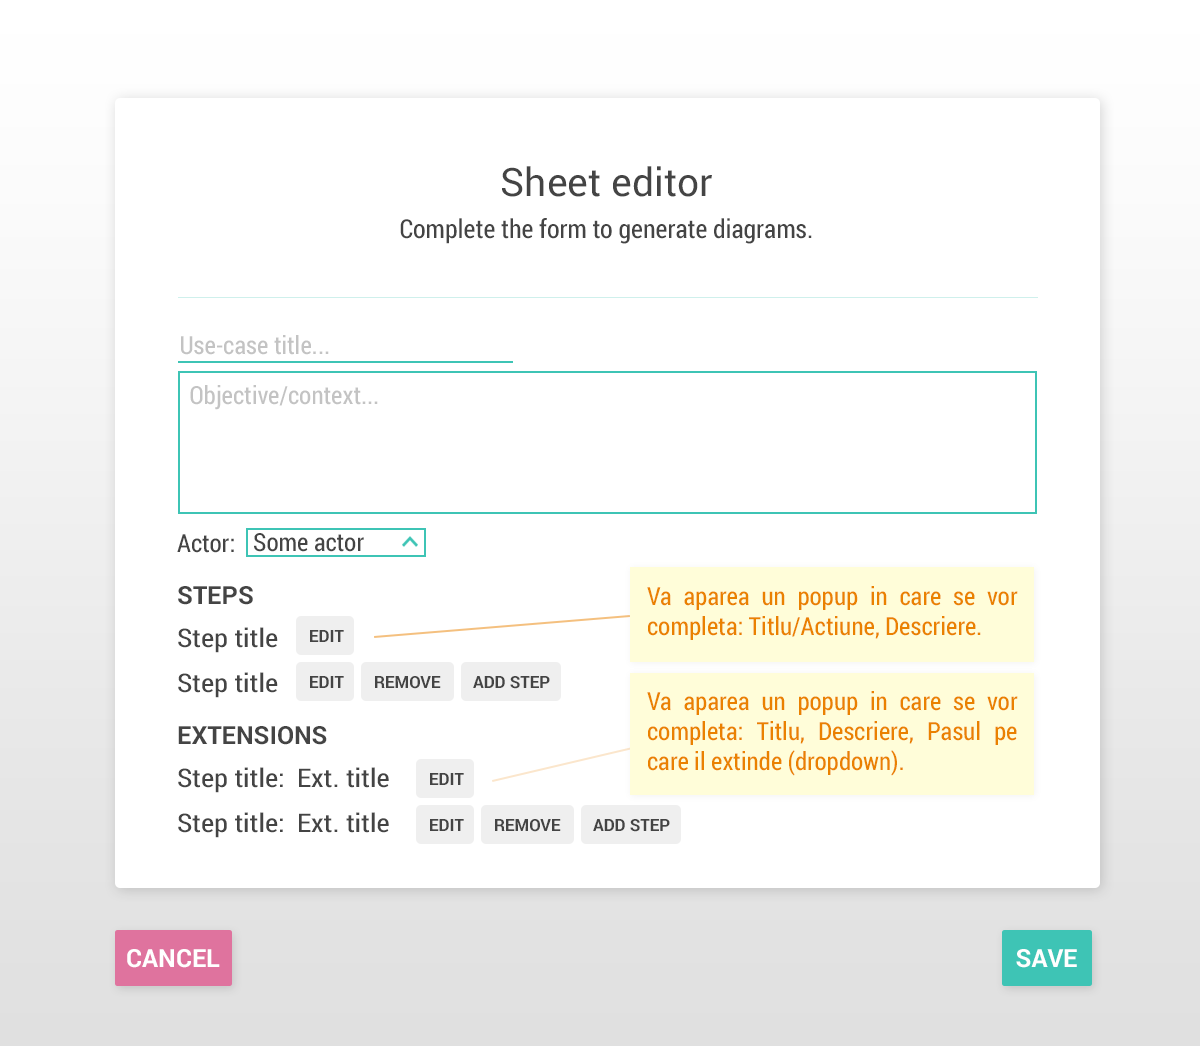 Sheet editor
Complete the form to generate diagrams.
Use-case title...
Objective/context...
Actor: Some actor
STEPS
Step title EDIT
Step title EDIT REMOVE ADD STEP
Va aparea un popup in care se vor
completa: Titlu/Actiune, Descriere.
Va aparea un popup in care se vor
completa: Titlu, Descriere, Pasul pe
care il extinde (dropdown).
EXTENSIONS
Step title: Ext. title EDIT
Step title: Ext. title EDIT REMOVE ADD STEP
CANCEL SAVE